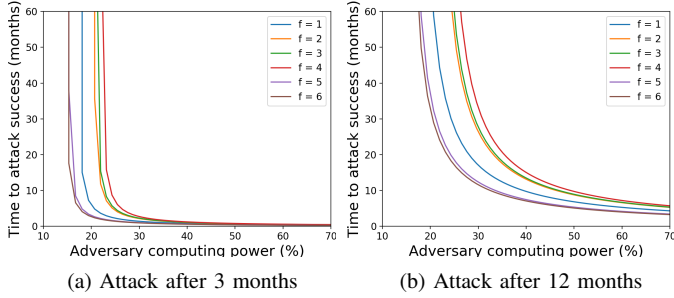 Time to attack success (months)
60
50
40
30
20
10
0
f = 1
f = 2
f = 3
f = 4
f = 5
f = 6
10 20 30 40 50 60 70
Adversary computing power (%)
(a) Attack after 3 months
Time to attack success (months)
60
50
40
30
20
10
0
f = 1
f = 2
f = 3
f = 4
f = 5
f = 6
10 20 30 40 50 60 70
Adversary computing power (%)
(b) Attack after 12 months